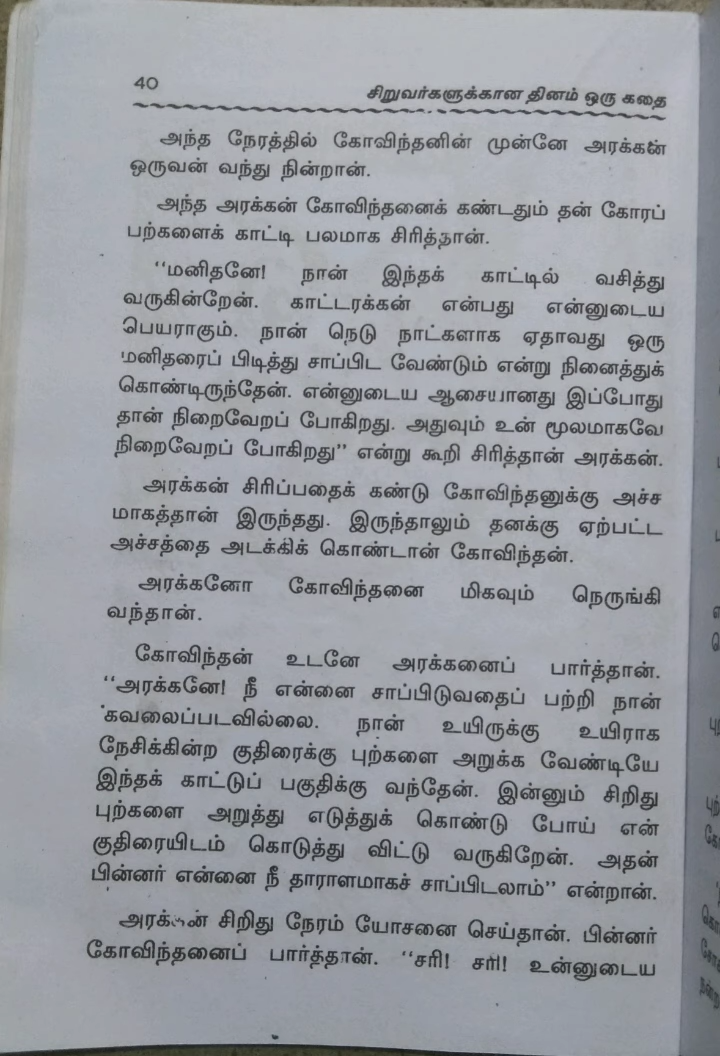 40
சிறுவர்களுக்கான தினம் ஒரு கதை
அந்த நேரத்தில் கோவிந்தனின் முன்னே அரக்கன்
ஒருவன் வந்து நின்றான்.
அந்த அரக்கன் கோவிந்தனைக் கண்டதும் தன் கோரப்
பற்களைக் காட்டி பலமாக சிரித்தான்.
“மனிதனே! நான் இந்தக் காட்டில் வசித்து
வருகின்றேன். காட்டரக்கன் என்பது என்னுடைய
பெயராகும். நான் நெடு நாட்களாக ஏதாவது ஒரு
மனிதரைப் பிடித்து சாப்பிட வேண்டும் என்று நினைத்துக்
கொண்டிருந்தேன். என்னுடைய ஆசையானது இப்போது
தான் நிறைவேறப் போகிறது. அதுவும் உன் மூலமாகவே
நிறைவேறப் போகிறது” என்று கூறி சிரித்தான் அரக்கன்.
அரக்கன் சிரிப்பதைக் கண்டு கோவிந்தனுக்கு அச்ச
மாகத்தான் இருந்தது. இருந்தாலும் தனக்கு ஏற்பட்ட
அச்சத்தை அடக்கிக் கொண்டான் கோவிந்தன்.
அரக்கனோ கோவிந்தனை மிகவும் நெருங்கி
வந்தான்.
கோவிந்தன் உடனே அரக்கனைப் பார்த்தான்.
“அரக்கனே! நீ என்னை சாப்பிடுவதைப் பற்றி நான்
கவலைப்படவில்லை. நான் உயிருக்கு உயிராக
நேசிக்கின்ற குதிரைக்கு புற்களை அறுக்க வேண்டியே
இந்தக் காட்டுப் பகுதிக்கு வந்தேன். இன்னும் சிறிது
புற்களை அறுத்து எடுத்துக் கொண்டு போய் என்
குதிரையிடம் கொடுத்து விட்டு வருகிறேன். அதன்
பின்னர் என்னை நீ தாராளமாகச் சாப்பிடலாம்” என்றான்.
அரக்கன் சிறிது நேரம் யோசனை செய்தான். பின்னர்
கோவிந்தனைப் பார்த்தான். “சரி! சரி! உன்னுடைய